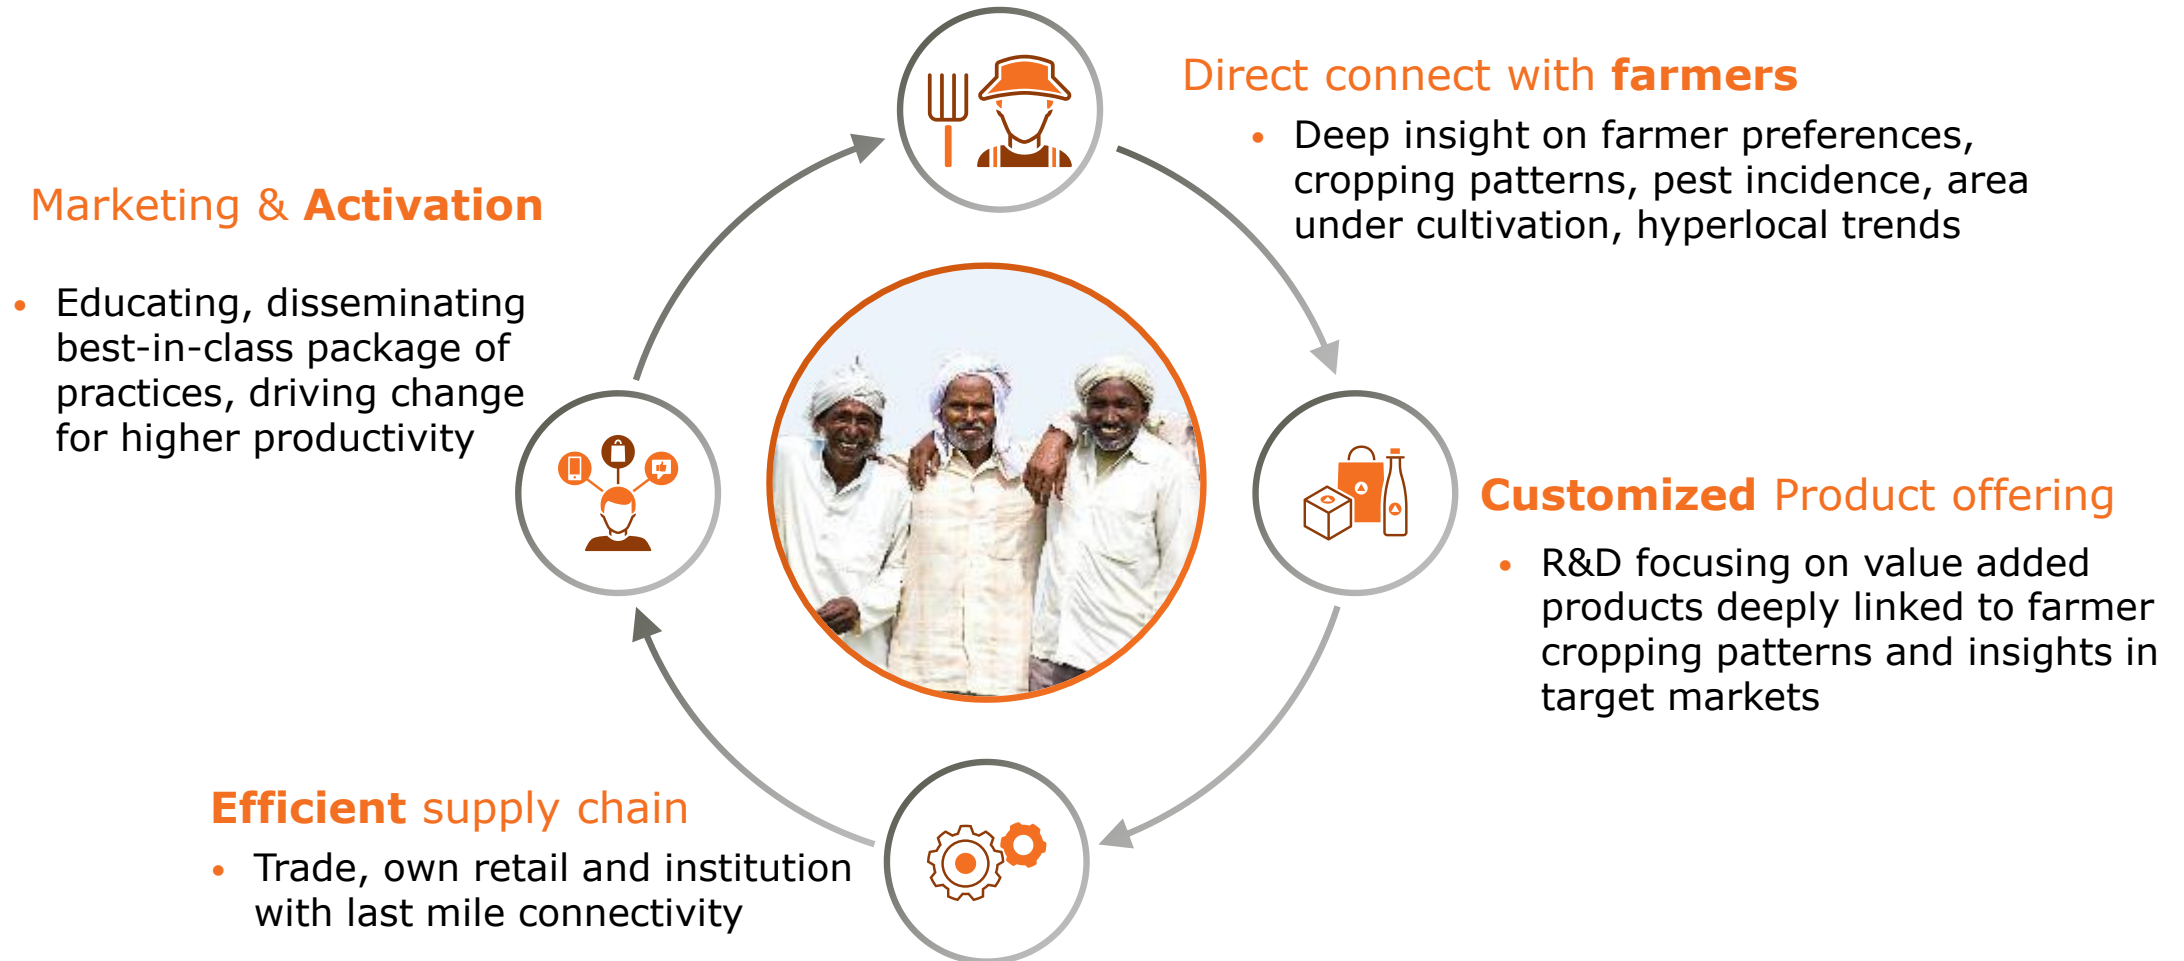 Direct connect with farmers
• Deep insight on farmer preferences,
cropping patterns, pest incidence, area
under cultivation, hyperlocal trends
Customized Product offering
• R&D focusing on value added
products deeply linked to farmer
cropping patterns and insights in
target markets
Efficient supply chain
• Trade, own retail and institution
with last mile connectivity
Marketing & Activation
• Educating, disseminating
best-in-class package of
practices, driving change
for higher productivity